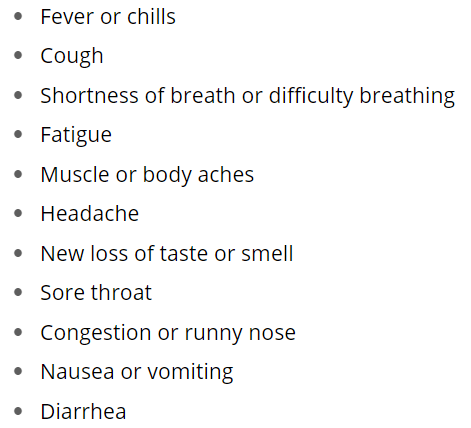 • Fever or chills
• Cough
• Shortness of breath or difficulty breathing
• Fatigue
• Muscle or body aches
• Headache
• New loss of taste or smell
• Sore throat
• Congestion or runny nose
• Nausea or vomiting
• Diarrhea